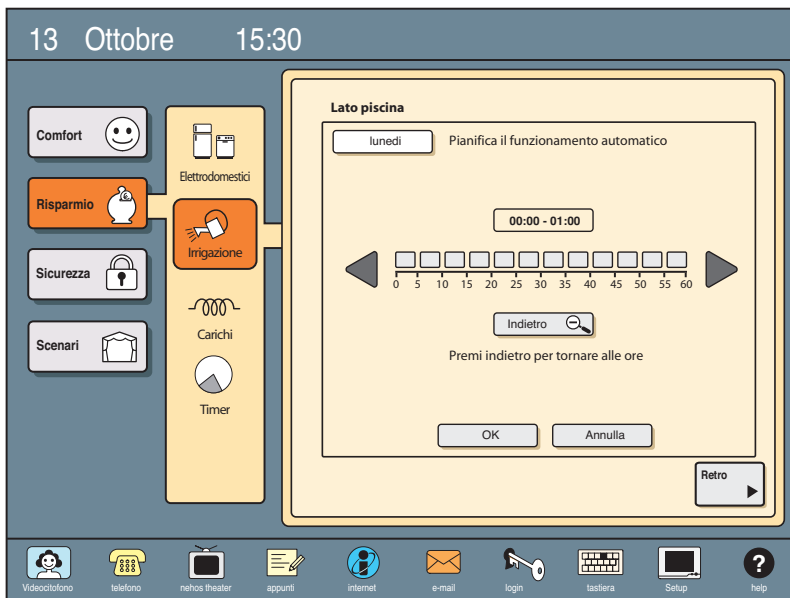 13 Ottobre 15:30
Comfort
Risparmio
Sicurezza
Scenari
Elettrodomestici
Irrigazione
Carichi
Timer
Lato piscina
lunedi Pianifica il funzionamento automatico
00:00 - 01:00
0 5 10 15 20 25 30 35 40 45 50 55 60
Indietro
Premi indietro per tornare alle ore
OK Annulla
Retro
Videocitofono telefono nehos theater appunti internet e-mail login tastiera Setup help